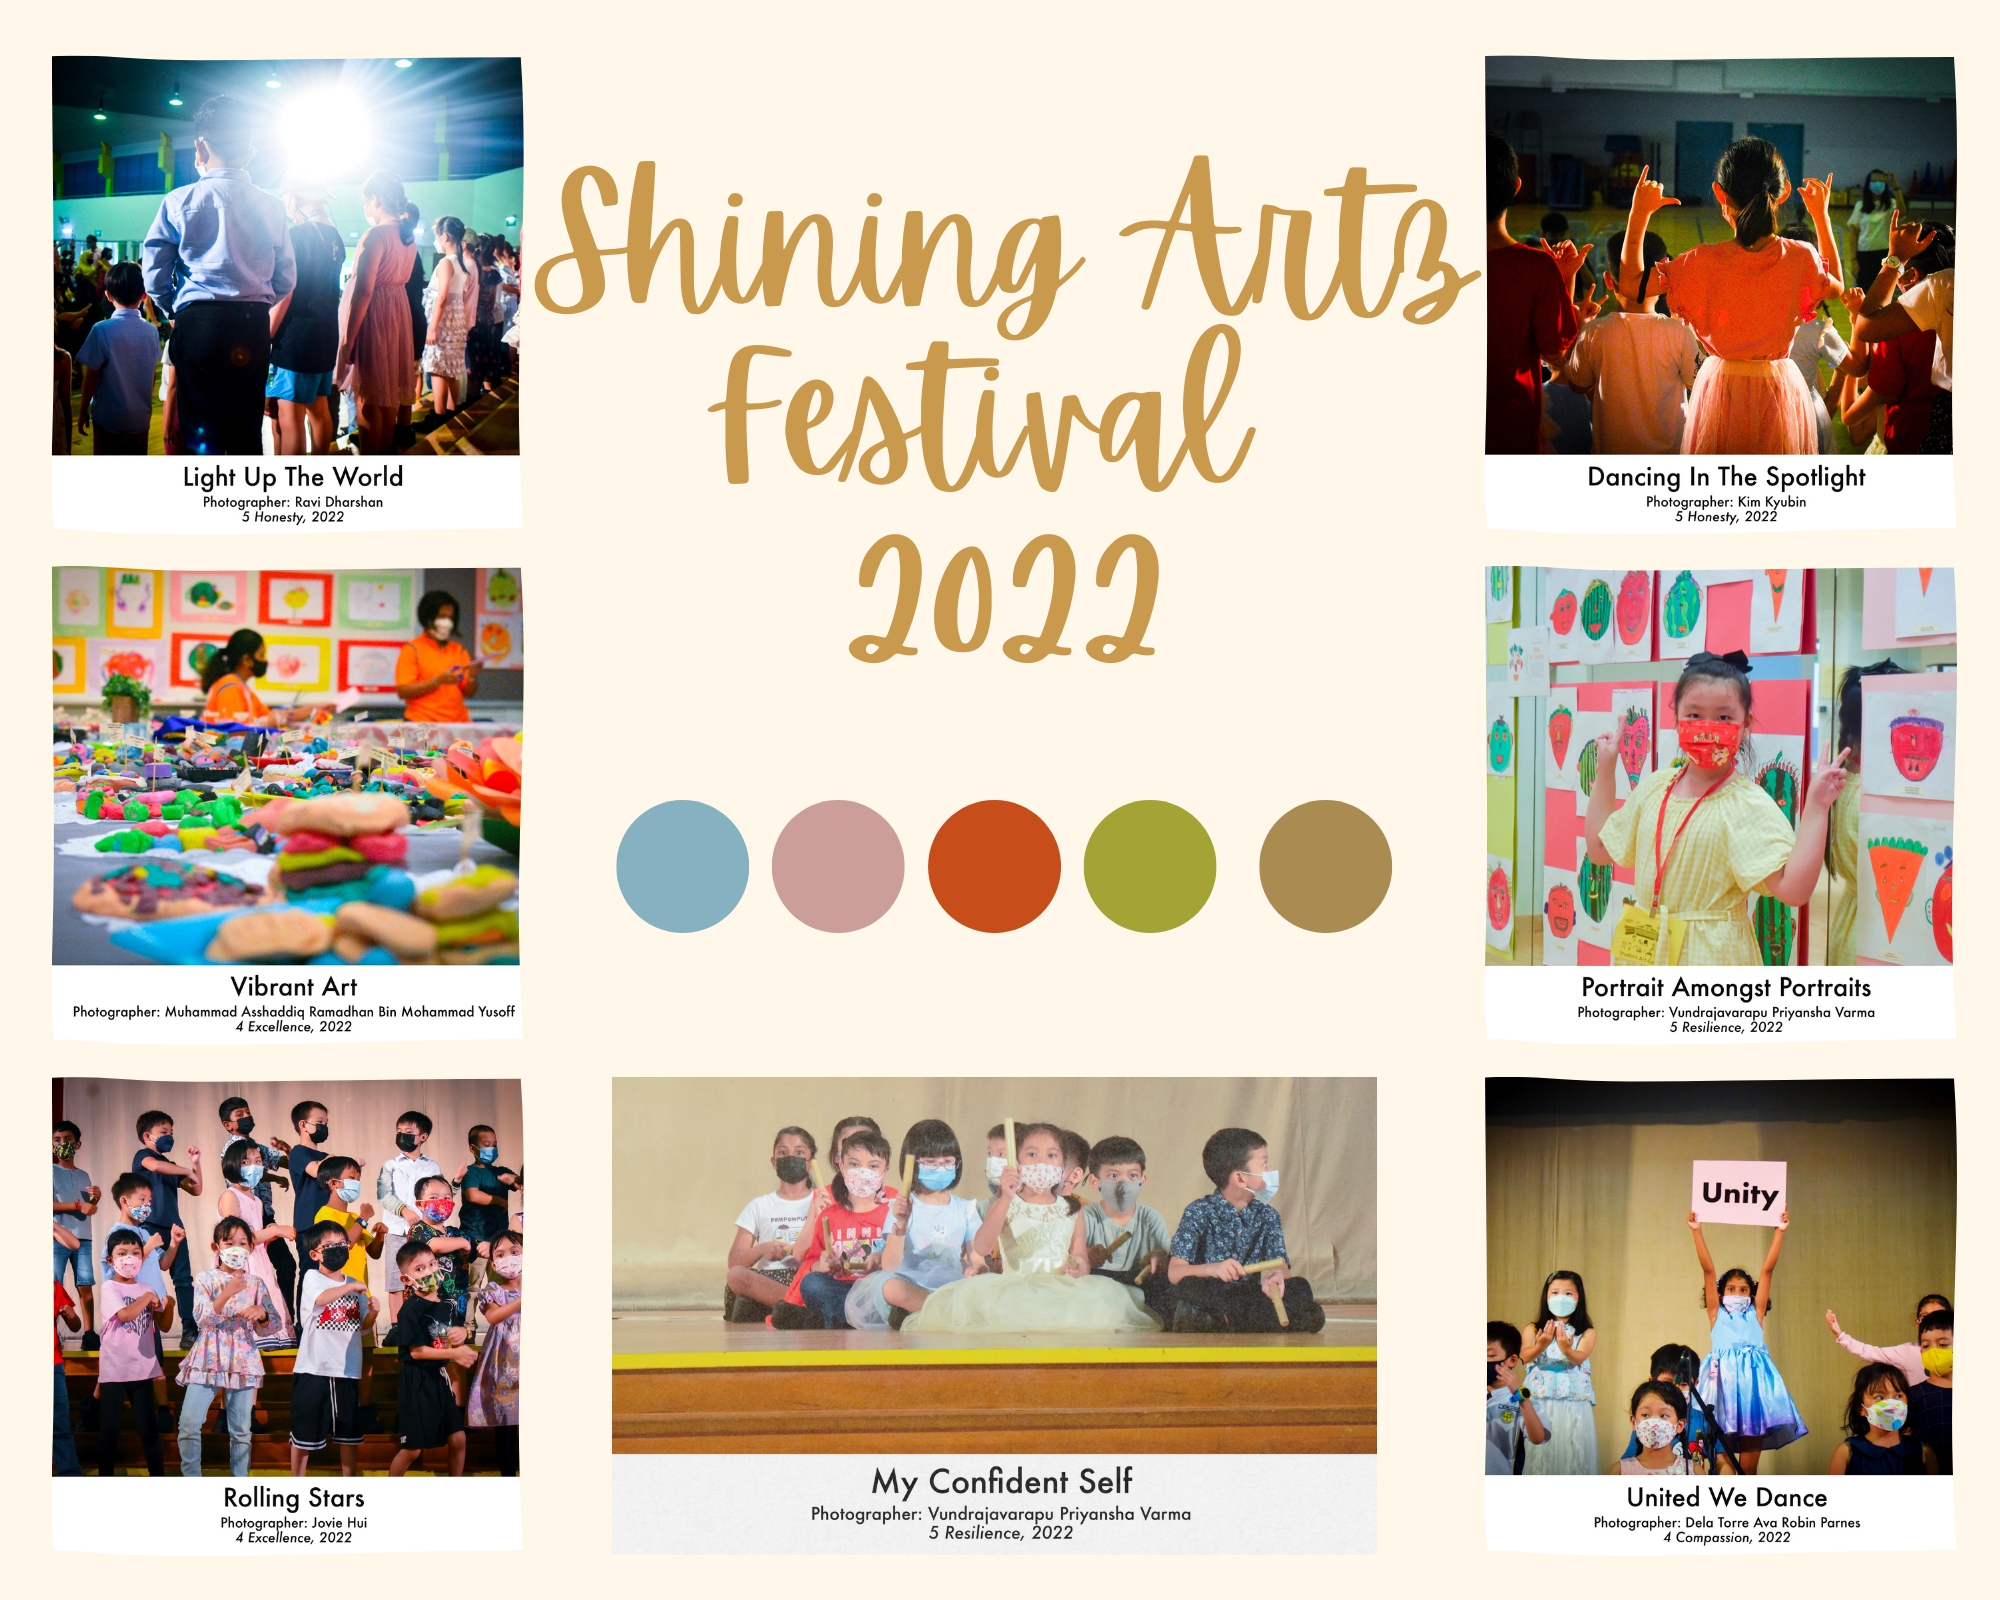 Shining Artz
Festival
2022
Light Up The World
Photographer: Ravi Dharshan
5 Honesty, 2022
Dancing In The Spotlight
Photographer: Kim Kyubin
5 Honesty, 2022
Vibrant Art
Photographer: Muhammad Asshaddiq Ramadhan Bin Mohammad Yusoff
4 Excellence, 2022
Portrait Amongst Portraits
Photographer: Vundrajavarapu Priyansha Varma
5 Resilience, 2022
Rolling Stars
Photographer: Jovie Hui
4 Excellence, 2022
My Confident Self
Photographer: Vundrajavarapu Priyansha Varma
5 Resilience, 2022
Unity
United We Dance
Photographer: Dela Torre Ava Robin Parnes
4 Compassion, 2022